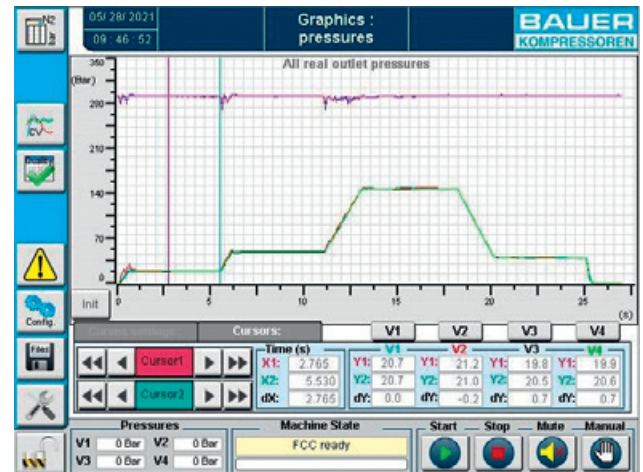 N2
bar
05/28/2021
09:46:52
Graphics :
pressures
BAUER
KOMPRESSOREN
CV
Quality
Config.
Files
All real outlet pressures
(Bar)
350
280
210
140
70
0
Init
0 5 10 15 20 25
(s)
Curves settings :
Cursors:
V1 V2 V3 V4
Time (s) V1 V2 V3 V4
Cursor1
X1: 2.765 Y1: 20.7 Y1: 21.2 Y1: 19.8 Y1: 19.9
Cursor2
X2: 5.530 Y2: 20.7 Y2: 21.0 Y2: 20.5 Y2: 20.6
dX: 2.765 dY: 0.0 dY: -0.2 dY: 0.7 dY: 0.7
Pressures
V1 0 Bar V2 0 Bar
V3 0 Bar V4 0 Bar
Machine State
FCC ready
Start Stop Mute Manual